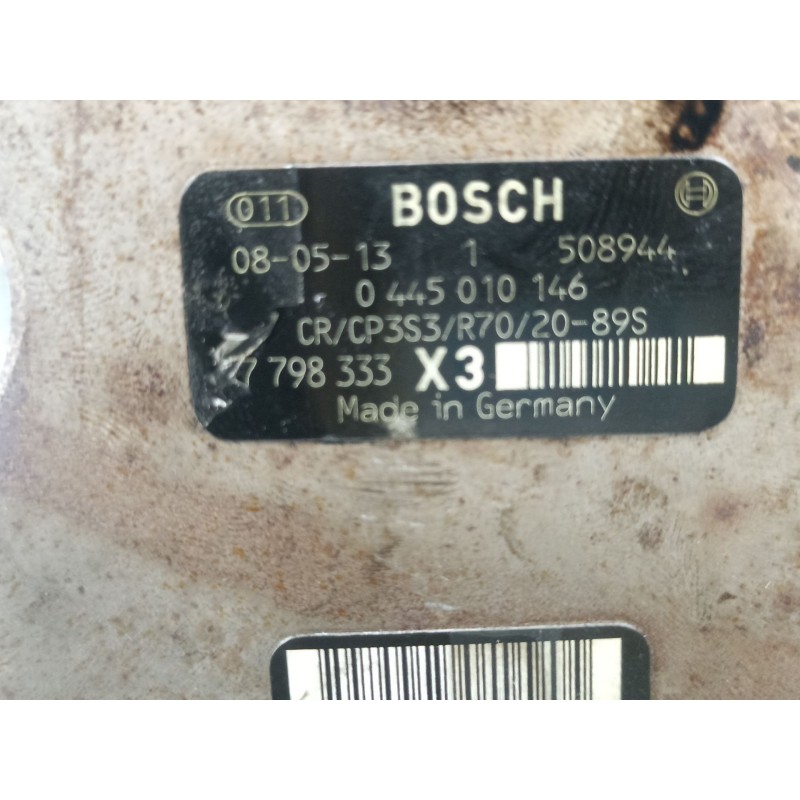 011 BOSCH
08-05-13 1 508944
0 445 010 146
CR/CP3S3/R70/20-89S
77 798 333 X3
Made in Germany